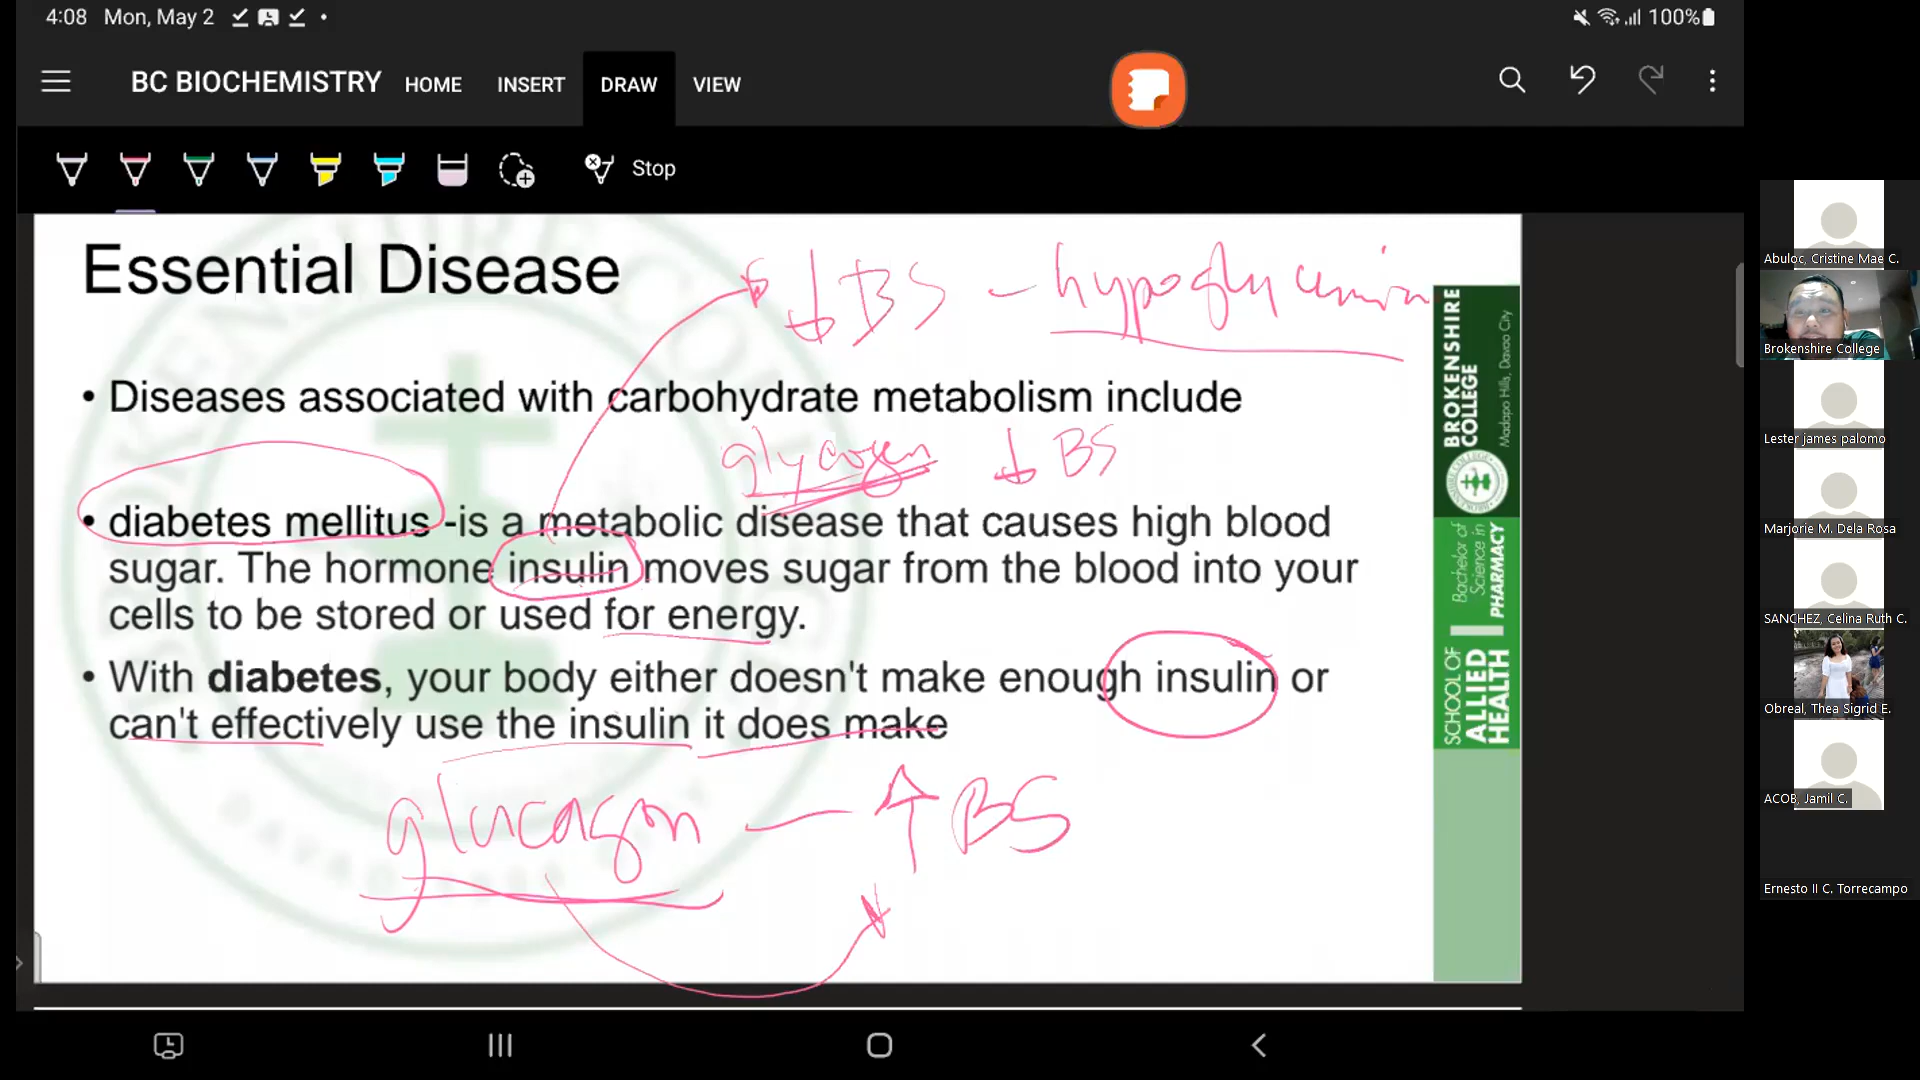 4:08 Mon, May 2
100%
BC BIOCHEMISTRY HOME INSERT DRAW VIEW
Stop
Essential Disease
↓ BS - hypoglycemia
• Diseases associated with carbohydrate metabolism include
glycogen ↓ BS
• diabetes mellitus -is a metabolic disease that causes high blood
sugar. The hormone insulin moves sugar from the blood into your
cells to be stored or used for energy.
• With diabetes, your body either doesn't make enough insulin or
can't effectively use the insulin it does make
glucagon - ↑ BS
BROKENSHIRE
COLLEGE
Madapo Hills, Davao City
SCHOOL OF
ALLIED
HEALTH
Bachelor of
Science in
PHARMACY
Abuloc, Cristine Mae C.
Brokenshire College
Lester james palomo
Marjorie M. Dela Rosa
SANCHEZ, Celina Ruth C.
Obreal, Thea Sigrid E.
ACOB, Jamil C.
Ernesto II C. Torrecampo